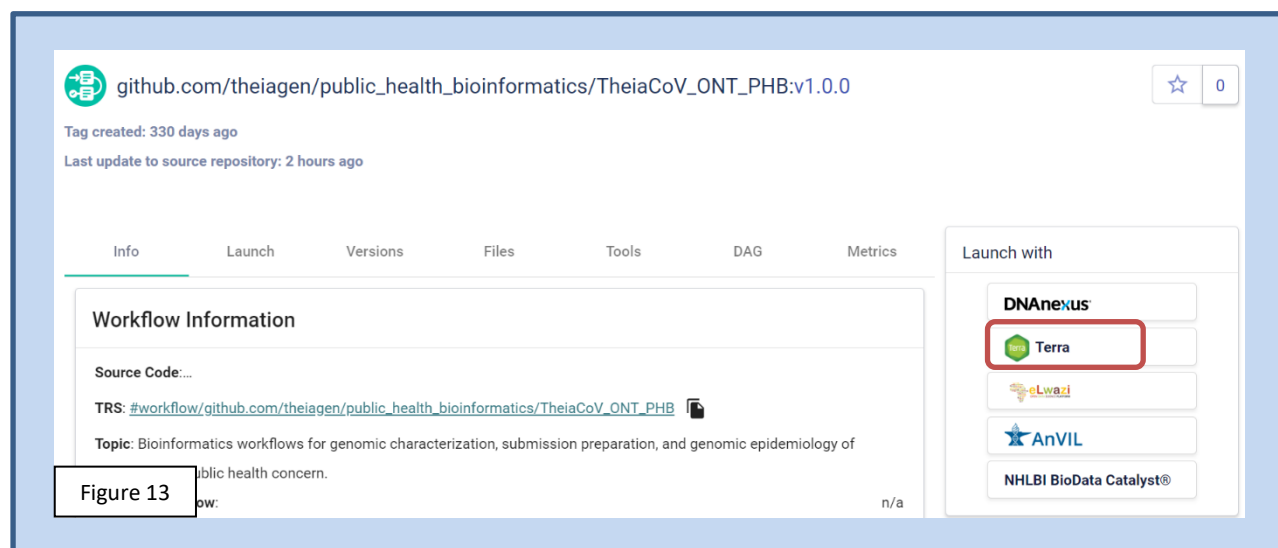 github.com/theiagen/public_health_bioinformatics/TheiaCoV_ONT_PHB:v1.0.0
0
Tag created: 330 days ago
Last update to source repository: 2 hours ago
Info Launch Versions Files Tools DAG Metrics
Launch with
Workflow Information
Source Code:...
TRS: #workflow/github.com/theiagen/public_health_bioinformatics/TheiaCoV_ONT_PHB
Topic: Bioinformatics workflows for genomic characterization, submission preparation, and genomic epidemiology of
ublic health concern.
ow: n/a
Figure 13
DNAnexus
Terra
Terra
eLwazi
AnVIL
NHLBI BioData Catalyst®